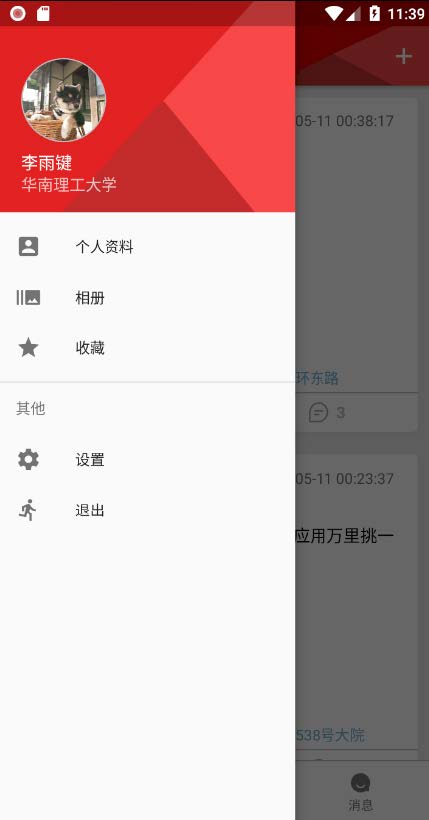 11:39
李雨键
华南理工大学
个人资料
相册
收藏
其他
设置
退出
05-11 00:38:17
环东路
3
05-11 00:23:37
应用万里挑一
538号大院
消息